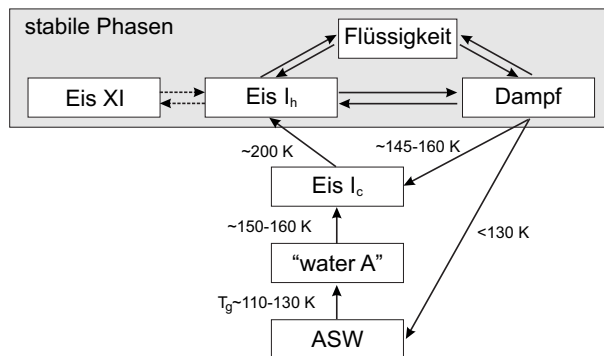 stabile Phasen
Flüssigkeit
Eis XI
Eis Ih
Dampf
~200 K
~145-160 K
Eis Ic
~150-160 K
<130 K
“water A”
Tg~110-130 K
ASW